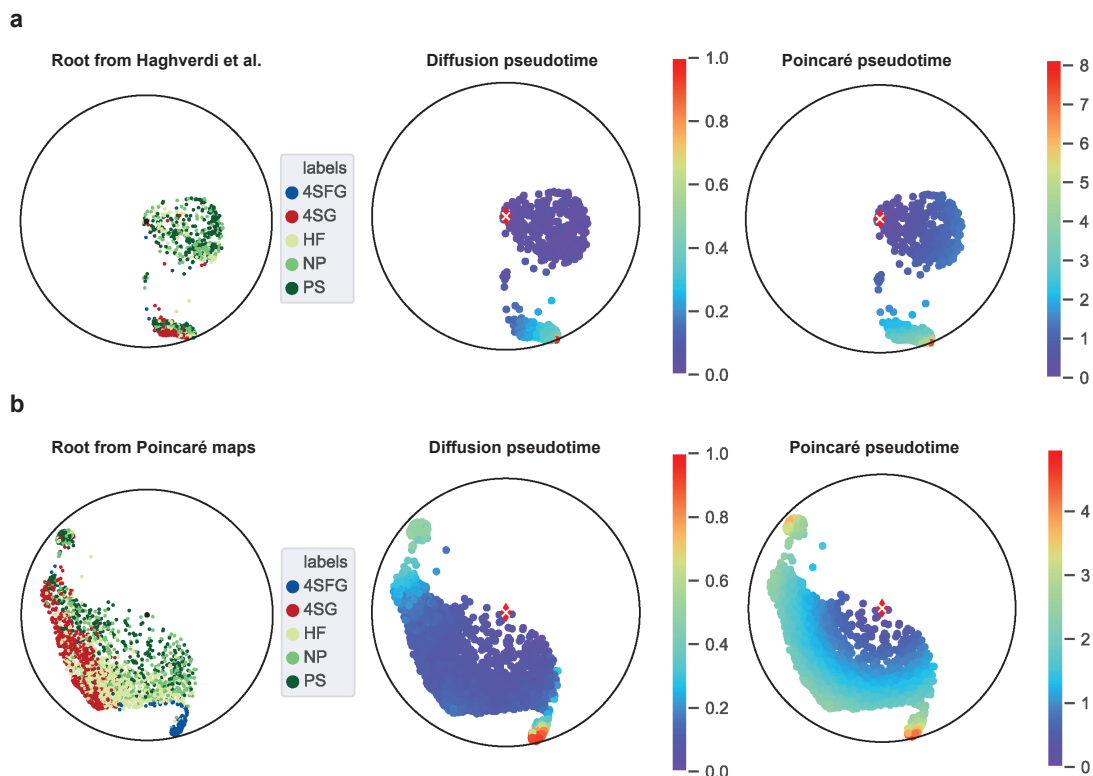 a
Root from Haghverdi et al.
Diffusion pseudotime
Poincaré pseudotime
labels
4SFG
4SG
HF
NP
PS
1.0
0.8
0.6
0.4
0.2
0.0
8
7
6
5
4
3
2
1
0
b
Root from Poincaré maps
Diffusion pseudotime
Poincaré pseudotime
labels
4SFG
4SG
HF
NP
PS
1.0
0.8
0.6
0.4
0.2
0.0
4
3
2
1
0